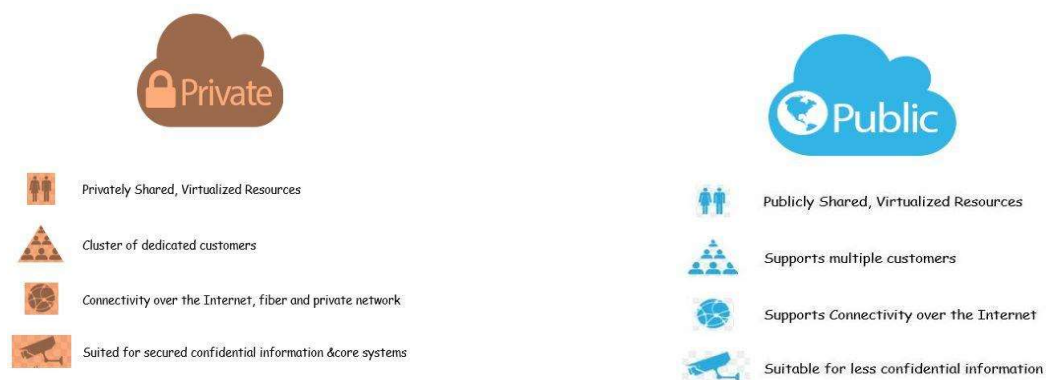 Private
Privately Shared, Virtualized Resources
Cluster of dedicated customers
Connectivity over the Internet, fiber and private network
Suited for secured confidential information &core systems
Public
Publicly Shared, Virtualized Resources
Supports multiple customers
Supports Connectivity over the Internet
Suitable for less confidential information